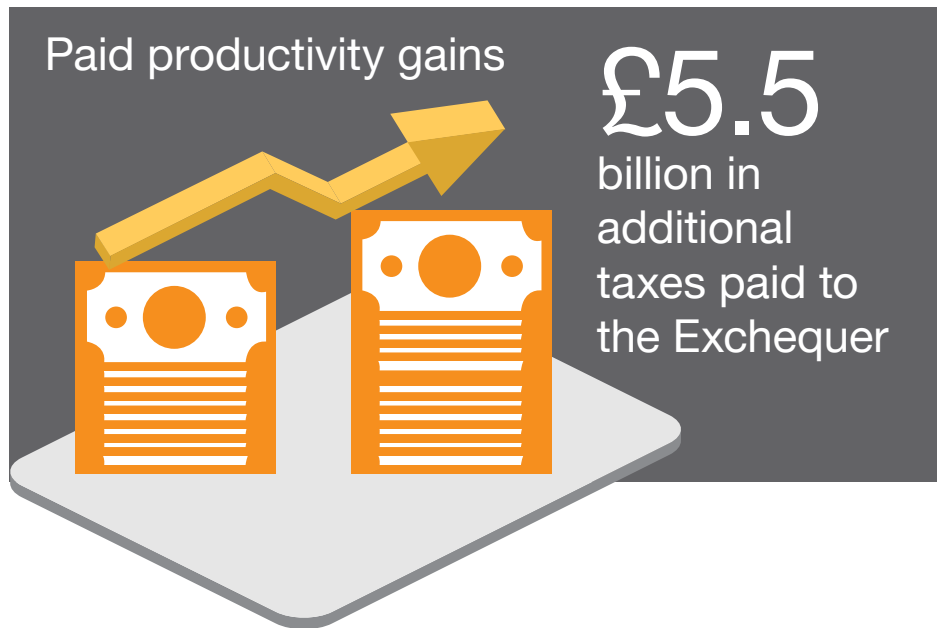 Paid productivity gains
£5.5
billion in
additional
taxes paid to
the Exchequer